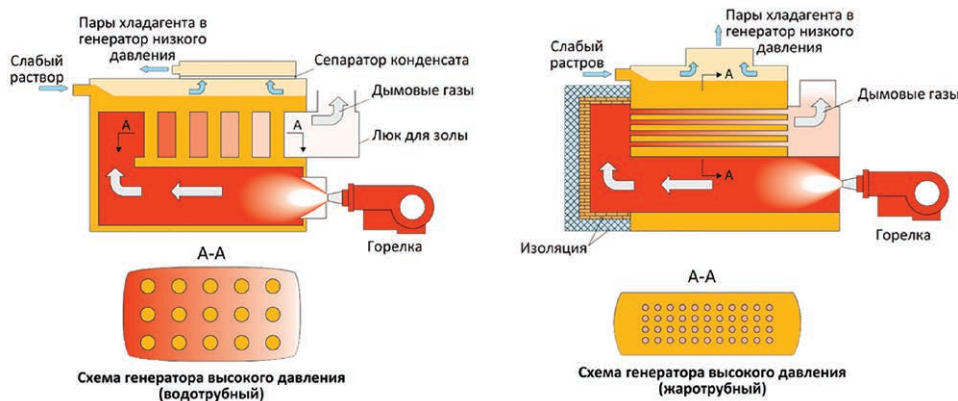 Пары хладагента в
генератор низкого
давления
Слабый
раствор
Сепаратор конденсата
Дымовые газы
А
А
Люк для золы
Горелка
А-А
Схема генератора высокого давления
(водотрубный)
Пары хладагента в
генератор низкого
давления
Слабый
растров
А
Дымовые газы
А
Горелка
Изоляция
А-А
Схема генератора высокого давления
(жаротрубный)